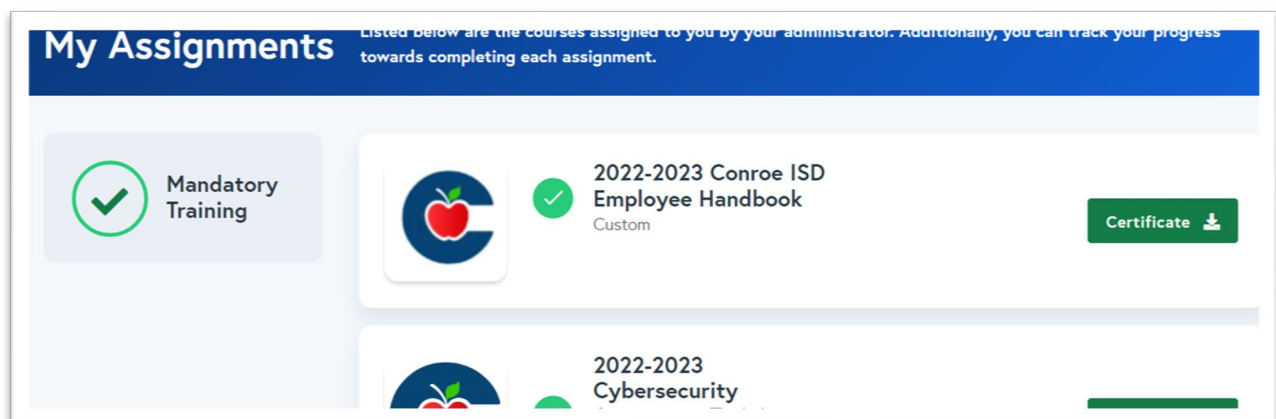 My Assignments
Listed below are the courses assigned to you by your administrator. Additionally, you can track your progress
towards completing each assignment.
Mandatory
Training
2022-2023 Conroe ISD
Employee Handbook
Custom
Certificate
2022-2023
Cybersecurity